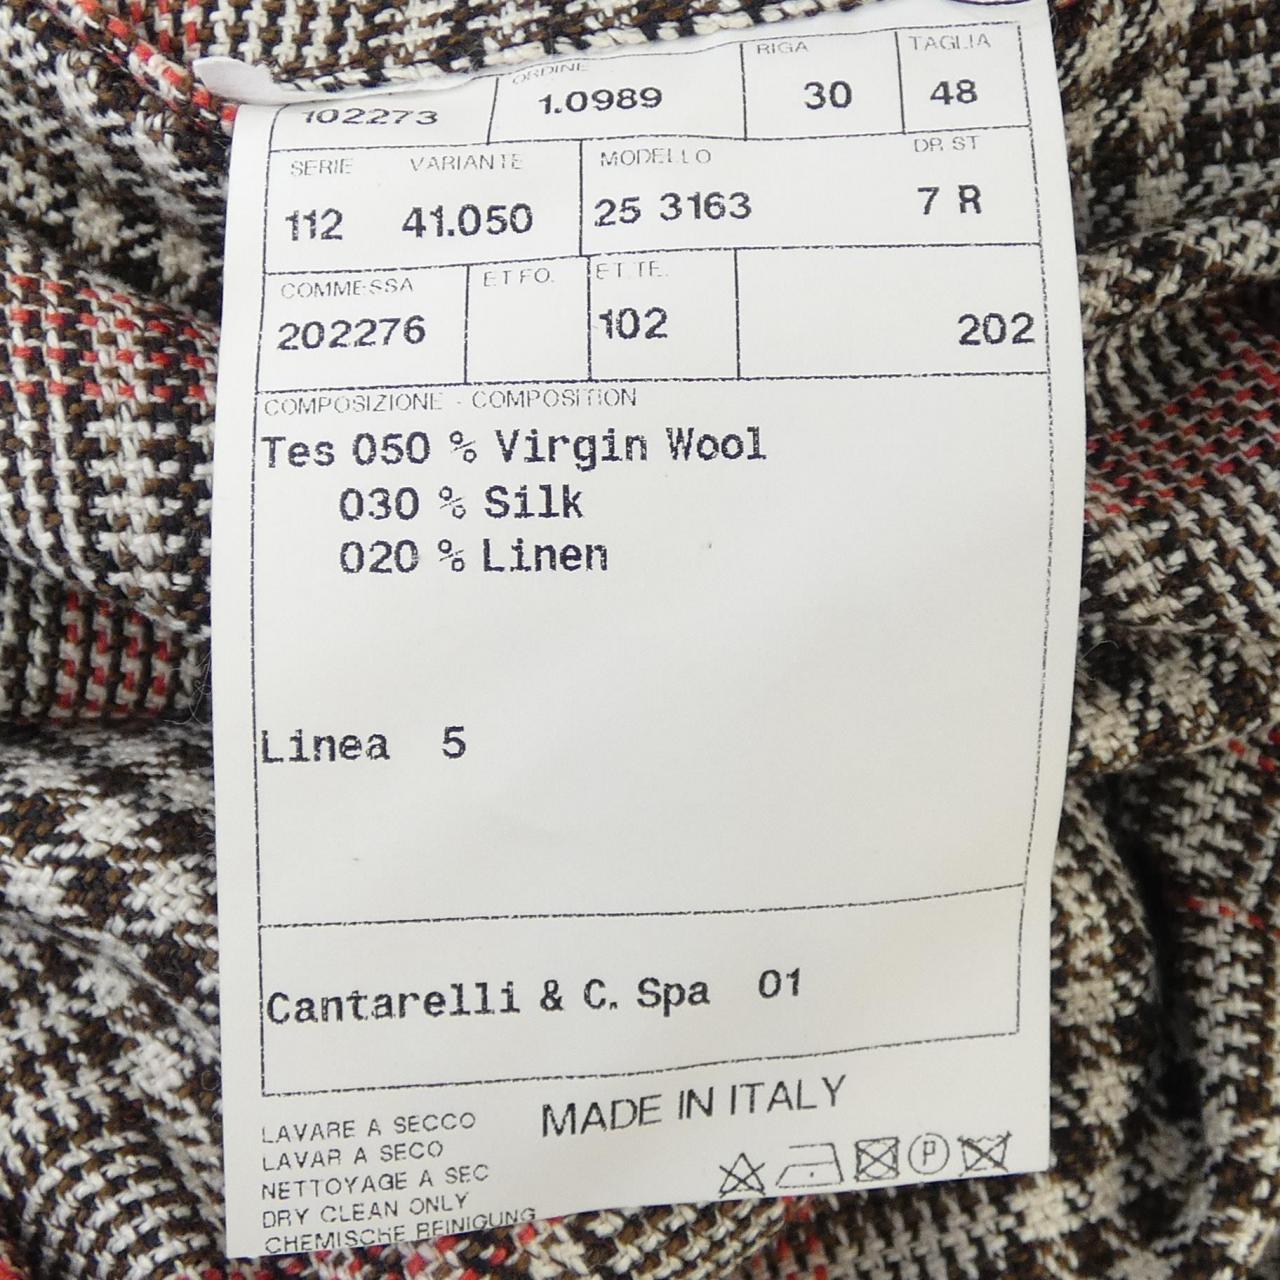 ORDINE RIGA TAGLIA
102273 1.0989 30 48
SERIE VARIANTE MODELLO DR. ST
112 41.050 25 3163 7 R
COMMESSA ET.FO. ET. TE.
202276 102 202
COMPOSIZIONE - COMPOSITION
Tes 050 % Virgin Wool
030 % Silk
020 % Linen
Linea 5
Cantarelli & C. Spa 01
MADE IN ITALY
LAVARE A SECCO
LAVAR A SECO
NETTOYAGE A SEC
DRY CLEAN ONLY
CHEMISCHE REINIGUNG
P